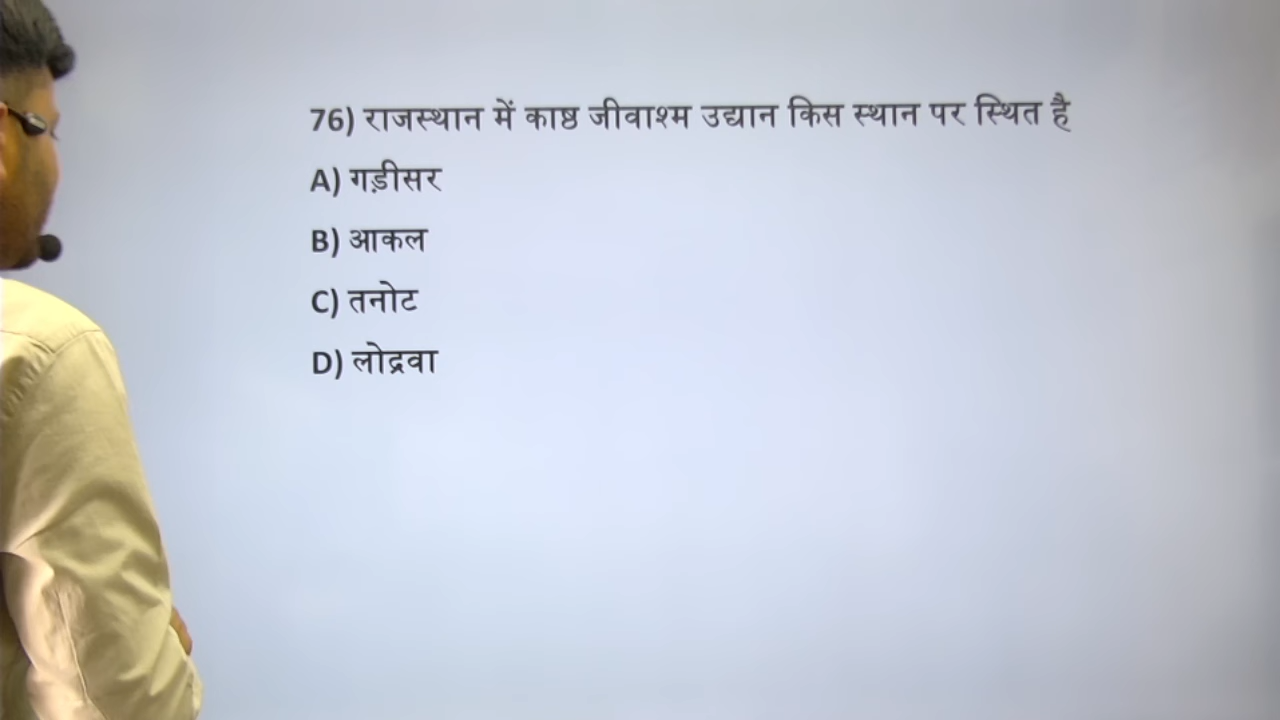 76) राजस्थान में काष्ठ जीवाश्म उद्यान किस स्थान पर स्थित है
A) गड़ीसर
B) आकल
C) तनोट
D) लोद्रवा